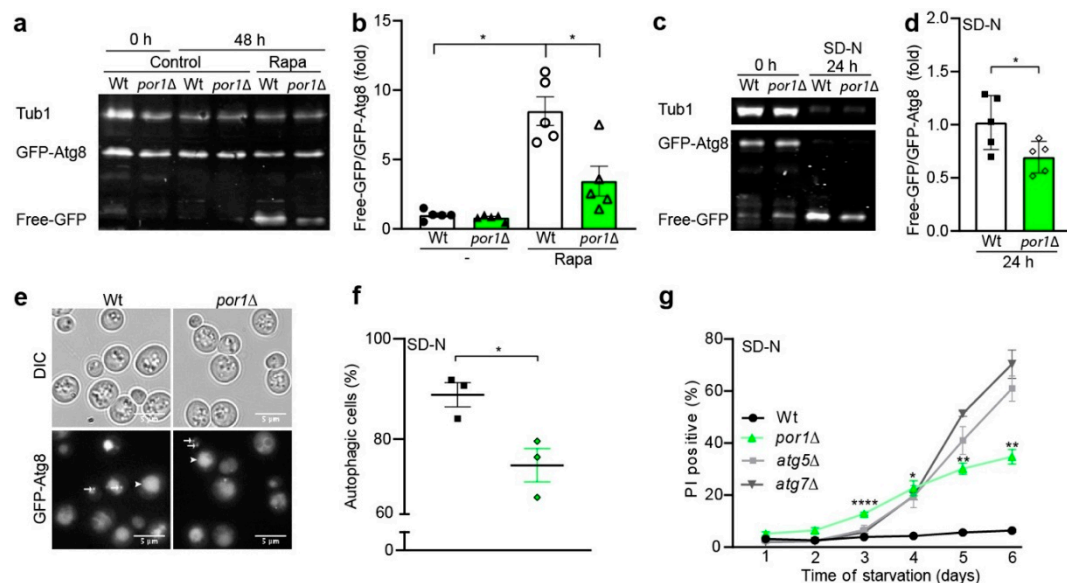 a
0 h 48 h
Control Rapa
Wt por1Δ Wt por1Δ Wt por1Δ
Tub1
GFP-Atg8
Free-GFP
b
Free-GFP/GFP-Atg8 (fold)
15
10
5
0
* *
Wt por1Δ Wt por1Δ
- Rapa
c
SD-N
0 h 24 h
Wt por1Δ Wt por1Δ
Tub1
GFP-Atg8
Free-GFP
d
SD-N
Free-GFP/GFP-Atg8 (fold)
2.0
1.5
1.0
0.5
0.0
*
Wt por1Δ
24 h
e
Wt por1Δ
DIC
5 μm 5 μm
GFP-Atg8
5 μm 5 μm
f
SD-N
Autophagic cells (%)
100
80
60
0
*
g
SD-N
PI positive (%)
80
60
40
20
0
Wt
por1Δ
atg5Δ
atg7Δ
**** * ** **
1 2 3 4 5 6
Time of starvation (days)